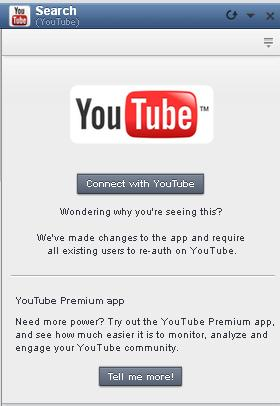 You Tube
Search
(YouTube)
YouTube™
Connect with YouTube
Wondering why you're seeing this?
We've made changes to the app and require
all existing users to re-auth on YouTube.
YouTube Premium app
Need more power? Try out the YouTube Premium app,
and see how much easier it is to monitor, analyze and
engage your YouTube community.
Tell me more!